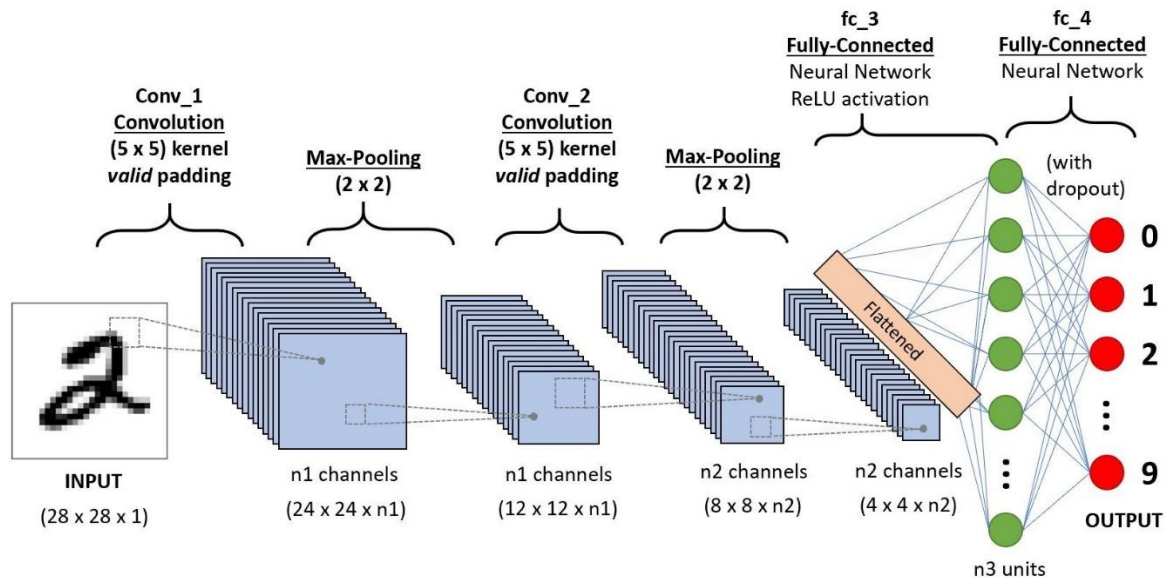 fc_3
Fully-Connected
Neural Network
ReLU activation
fc_4
Fully-Connected
Neural Network
Conv_1
Convolution
(5 x 5) kernel
valid padding
Max-Pooling
(2 x 2)
Conv_2
Convolution
(5 x 5) kernel
valid padding
Max-Pooling
(2 x 2)
(with
dropout)
Flattened
0
1
2
9
INPUT
(28 x 28 x 1)
n1 channels
(24 x 24 x n1)
n1 channels
(12 x 12 x n1)
n2 channels
(8 x 8 x n2)
n2 channels
(4 x 4 x n2)
n3 units
OUTPUT